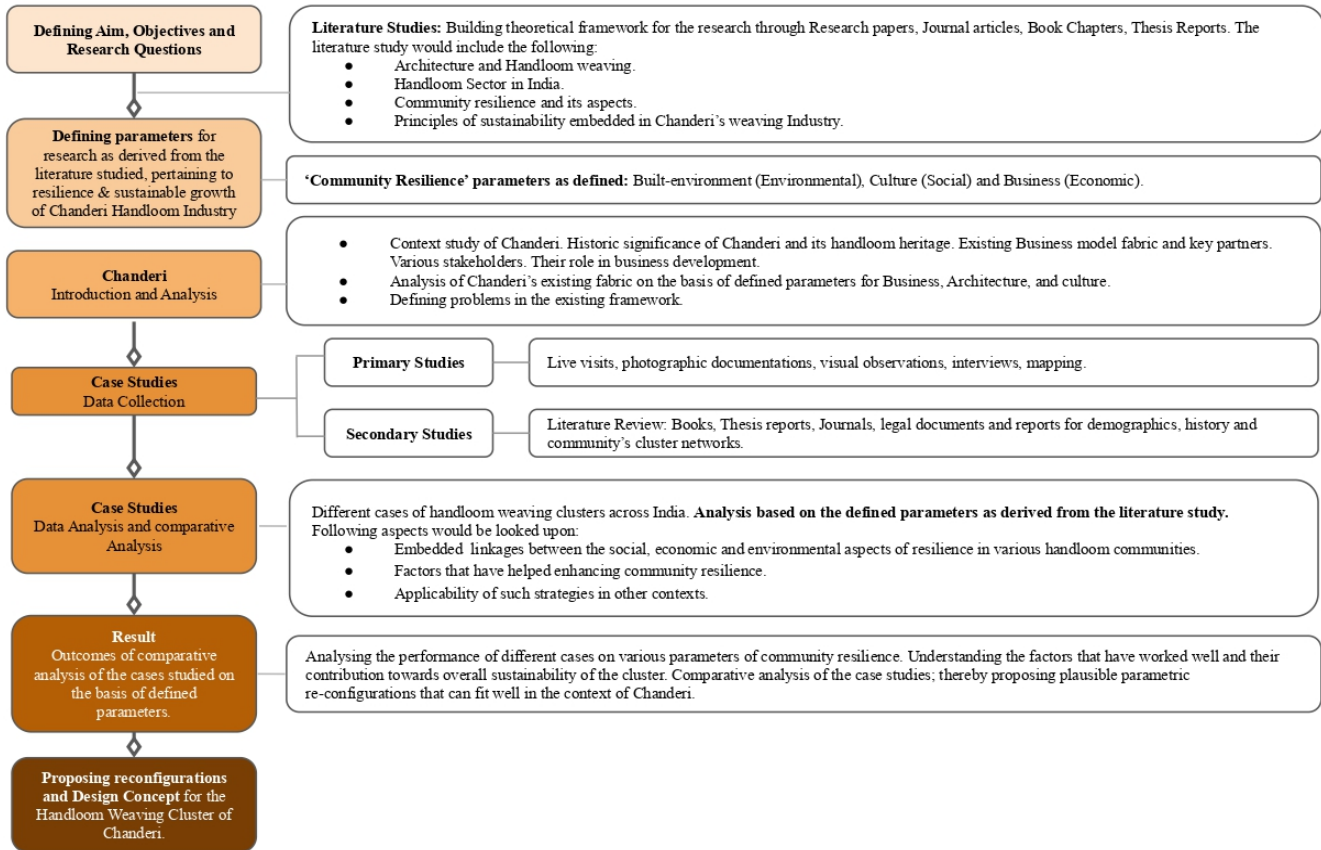 Defining Aim, Objectives and
Research Questions
Literature Studies: Building theoretical framework for the research through Research papers, Journal articles, Book Chapters, Thesis Reports. The
literature study would include the following:
● Architecture and Handloom weaving.
● Handloom Sector in India.
● Community resilience and its aspects.
● Principles of sustainability embedded in Chanderi's weaving Industry.
Defining parameters for
research as derived from the
literature studied, pertaining to
resilience & sustainable growth
of Chanderi Handloom Industry
'Community Resilience' parameters as defined: Built-environment (Environmental), Culture (Social) and Business (Economic).
Chanderi
Introduction and Analysis
● Context study of Chanderi. Historic significance of Chanderi and its handloom heritage. Existing Business model fabric and key partners.
Various stakeholders. Their role in business development.
● Analysis of Chanderi's existing fabric on the basis of defined parameters for Business, Architecture, and culture.
● Defining problems in the existing framework.
Case Studies
Data Collection
Primary Studies
Live visits, photographic documentations, visual observations, interviews, mapping.
Secondary Studies
Literature Review: Books, Thesis reports, Journals, legal documents and reports for demographics, history and
community's cluster networks.
Case Studies
Data Analysis and comparative
Analysis
Different cases of handloom weaving clusters across India. Analysis based on the defined parameters as derived from the literature study.
Following aspects would be looked upon:
● Embedded linkages between the social, economic and environmental aspects of resilience in various handloom communities.
● Factors that have helped enhancing community resilience.
● Applicability of such strategies in other contexts.
Result
Outcomes of comparative
analysis of the cases studied on
the basis of defined
parameters.
Analysing the performance of different cases on various parameters of community resilience. Understanding the factors that have worked well and their
contribution towards overall sustainability of the cluster. Comparative analysis of the case studies; thereby proposing plausible parametric
re-configurations that can fit well in the context of Chanderi.
Proposing reconfigurations
and Design Concept for the
Handloom Weaving Cluster of
Chanderi.